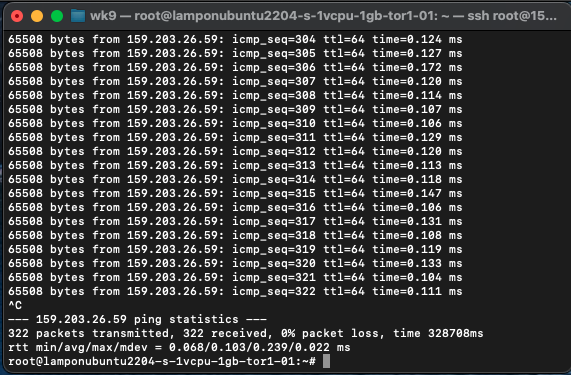 wk9 — root@lamponubuntu2204-s-1vcpu-1gb-tor1-01: ~ — ssh root@15...
65508 bytes from 159.203.26.59: icmp_seq=304 ttl=64 time=0.124 ms
65508 bytes from 159.203.26.59: icmp_seq=305 ttl=64 time=0.127 ms
65508 bytes from 159.203.26.59: icmp_seq=306 ttl=64 time=0.172 ms
65508 bytes from 159.203.26.59: icmp_seq=307 ttl=64 time=0.120 ms
65508 bytes from 159.203.26.59: icmp_seq=308 ttl=64 time=0.114 ms
65508 bytes from 159.203.26.59: icmp_seq=309 ttl=64 time=0.107 ms
65508 bytes from 159.203.26.59: icmp_seq=310 ttl=64 time=0.106 ms
65508 bytes from 159.203.26.59: icmp_seq=311 ttl=64 time=0.129 ms
65508 bytes from 159.203.26.59: icmp_seq=312 ttl=64 time=0.120 ms
65508 bytes from 159.203.26.59: icmp_seq=313 ttl=64 time=0.113 ms
65508 bytes from 159.203.26.59: icmp_seq=314 ttl=64 time=0.118 ms
65508 bytes from 159.203.26.59: icmp_seq=315 ttl=64 time=0.147 ms
65508 bytes from 159.203.26.59: icmp_seq=316 ttl=64 time=0.106 ms
65508 bytes from 159.203.26.59: icmp_seq=317 ttl=64 time=0.131 ms
65508 bytes from 159.203.26.59: icmp_seq=318 ttl=64 time=0.108 ms
65508 bytes from 159.203.26.59: icmp_seq=319 ttl=64 time=0.119 ms
65508 bytes from 159.203.26.59: icmp_seq=320 ttl=64 time=0.133 ms
65508 bytes from 159.203.26.59: icmp_seq=321 ttl=64 time=0.104 ms
65508 bytes from 159.203.26.59: icmp_seq=322 ttl=64 time=0.111 ms
^C
--- 159.203.26.59 ping statistics ---
322 packets transmitted, 322 received, 0% packet loss, time 328708ms
rtt min/avg/max/mdev = 0.068/0.103/0.239/0.022 ms
root@lamponubuntu2204-s-1vcpu-1gb-tor1-01:~#